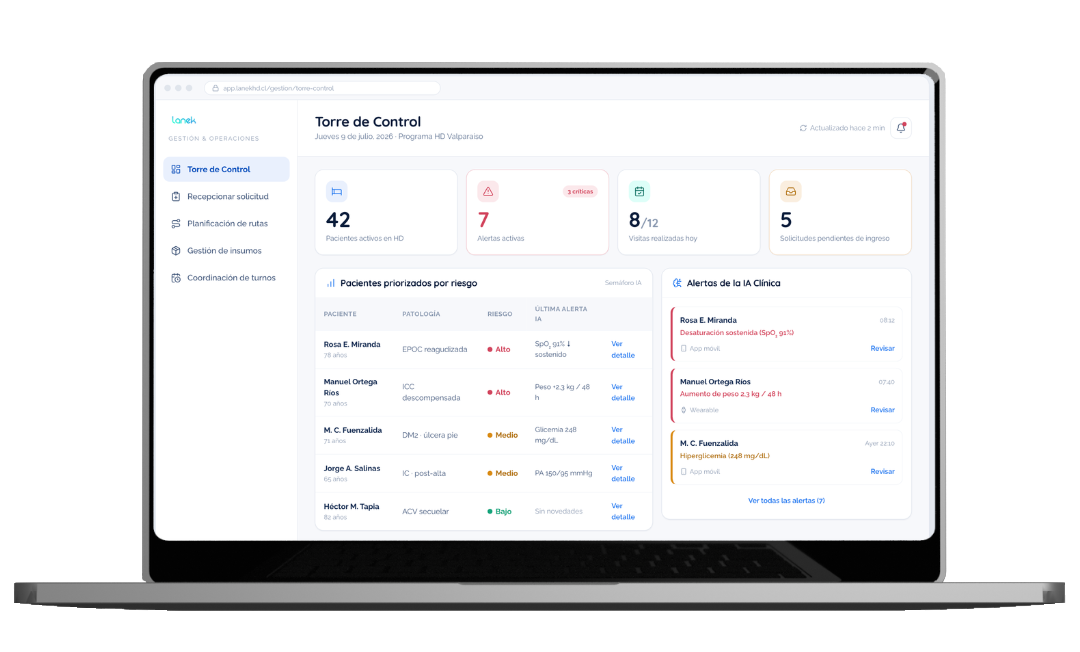 app.lanekhd.cl/gestion/torre-control
lanek
GESTIÓN & OPERACIONES
Torre de Control
Recepcionar solicitud
Planificación de rutas
Gestión de insumos
Coordinación de turnos
Torre de Control
Jueves 9 de julio, 2026 · Programa HD Valparaíso
Actualizado hace 2 min
42
Pacientes activos en HD
3 críticas
7
Alertas activas
8/12
Visitas realizadas hoy
5
Solicitudes pendientes de ingreso
Pacientes priorizados por riesgo
Semáforo IA
PACIENTE PATOLOGÍA RIESGO ÚLTIMA ALERTA
IA
Rosa E. Miranda
78 años
EPOC reagudizada
Alto
SpO₂ 91% ↓
sostenido
Ver
detalle
Manuel Ortega
Ríos
70 años
ICC
descompensada
Alto
Peso +2,3 kg / 48
h
Ver
detalle
M. C. Fuenzalida
71 años
DM2 · úlcera pie
Medio
Glicemia 248
mg/dL
Ver
detalle
Jorge A. Salinas
65 años
IC · post-alta
Medio
PA 150/95 mmHg
Ver
detalle
Héctor M. Tapia
82 años
ACV secuelar
Bajo
Sin novedades
Ver
detalle
Alertas de la IA Clínica
Rosa E. Miranda
08:12
Desaturación sostenida (SpO₂ 91%)
App móvil
Revisar
Manuel Ortega Ríos
07:40
Aumento de peso 2,3 kg / 48 h
Wearable
Revisar
M. C. Fuenzalida
Ayer 22:10
Hiperglicemia (248 mg/dL)
App móvil
Revisar
Ver todas las alertas (7)